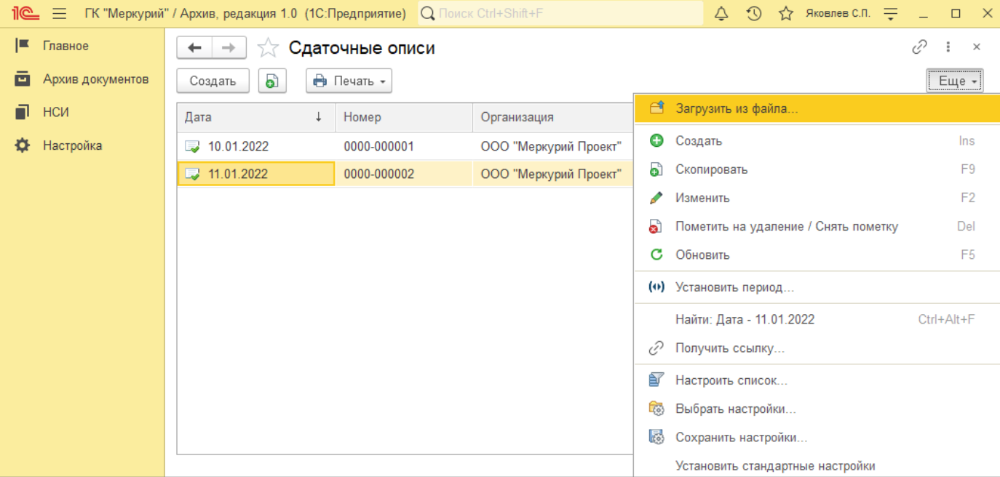 1С ГК "Меркурий" / Архив, редакция 1.0 (1С:Предприятие) Поиск Ctrl+Shift+F Яковлев С.П.
Главное
Архив документов
НСИ
Настройка
Сдаточные описи
Создать Печать Еще
Дата Номер Организация
10.01.2022 0000-000001 ООО "Меркурий Проект"
11.01.2022 0000-000002 ООО "Меркурий Проект"
Загрузить из файла...
Создать Ins
Скопировать F9
Изменить F2
Пометить на удаление / Снять пометку Del
Обновить F5
Установить период...
Найти: Дата - 11.01.2022 Ctrl+Alt+F
Получить ссылку...
Настроить список...
Выбрать настройки...
Сохранить настройки...
Установить стандартные настройки